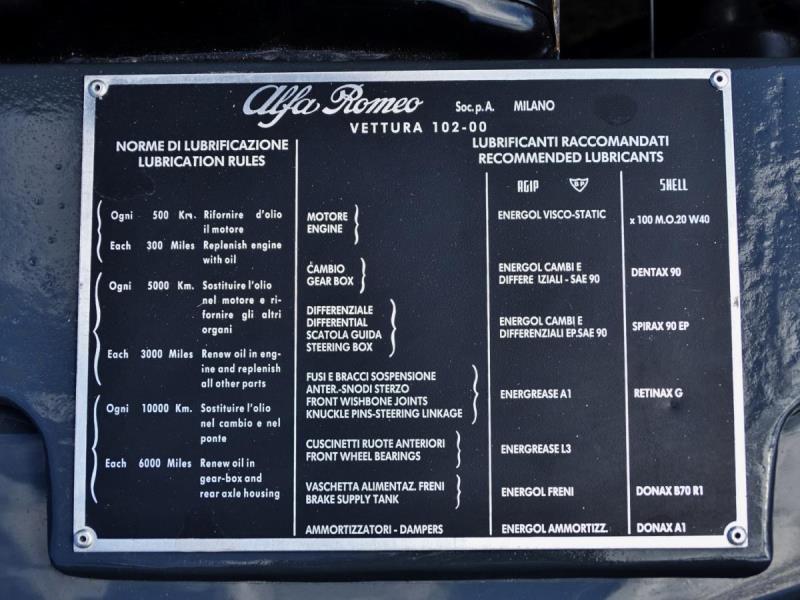 Alfa Romeo Soc.p.A. MILANO
VETTURA 102-00
NORME DI LUBRIFICAZIONE
LUBRICATION RULES
LUBRIFICANTI RACCOMANDATI
RECOMMENDED LUBRICANTS
AGIP BP SHELL
Ogni 500 Km. Rifornire d'olio
il motore
Each 300 Miles Replenish engine
with oil
Ogni 5000 Km. Sostituire l'olio
nel motore e ri-
fornire gli altri
organi
Each 3000 Miles Renew oil in en-
gine and replenish
all other parts
Ogni 10000 Km. Sostituire l'olio
nel cambio e nel
ponte
Each 6000 Miles Renew oil in
gear-box and
rear axle housing
MOTORE
ENGINE
ENERGOL VISCO-STATIC
x 100 M.O.20 W40
CAMBIO
GEAR BOX
ENERGOL CAMBI E
DIFFERE IZIALI - SAE 90
DENTAX 90
DIFFERENZIALE
DIFFERENTIAL
SCATOLA GUIDA
STEERING BOX
ENERGOL CAMBI E
DIFFERENZIALI EP.SAE 90
SPIRAX 90 EP
FUSI E BRACCI SOSPENSIONE
ANTER.-SNODI STERZO
FRONT WISHBONE JOINTS
KNUCKLE PINS-STEERING LINKAGE
ENERGREASE A1
RETINAX G
CUSCINETTI RUOTE ANTERIORI
FRONT WHEEL BEARINGS
ENERGREASE L3
VASCHETTA ALIMENTAZ. FRENI
BRAKE SUPPLY TANK
ENERGOL FRENI
DONAX B70 R1
AMMORTIZZATORI - DAMPERS
ENERGOL AMMORTIZZ.
DONAX A1